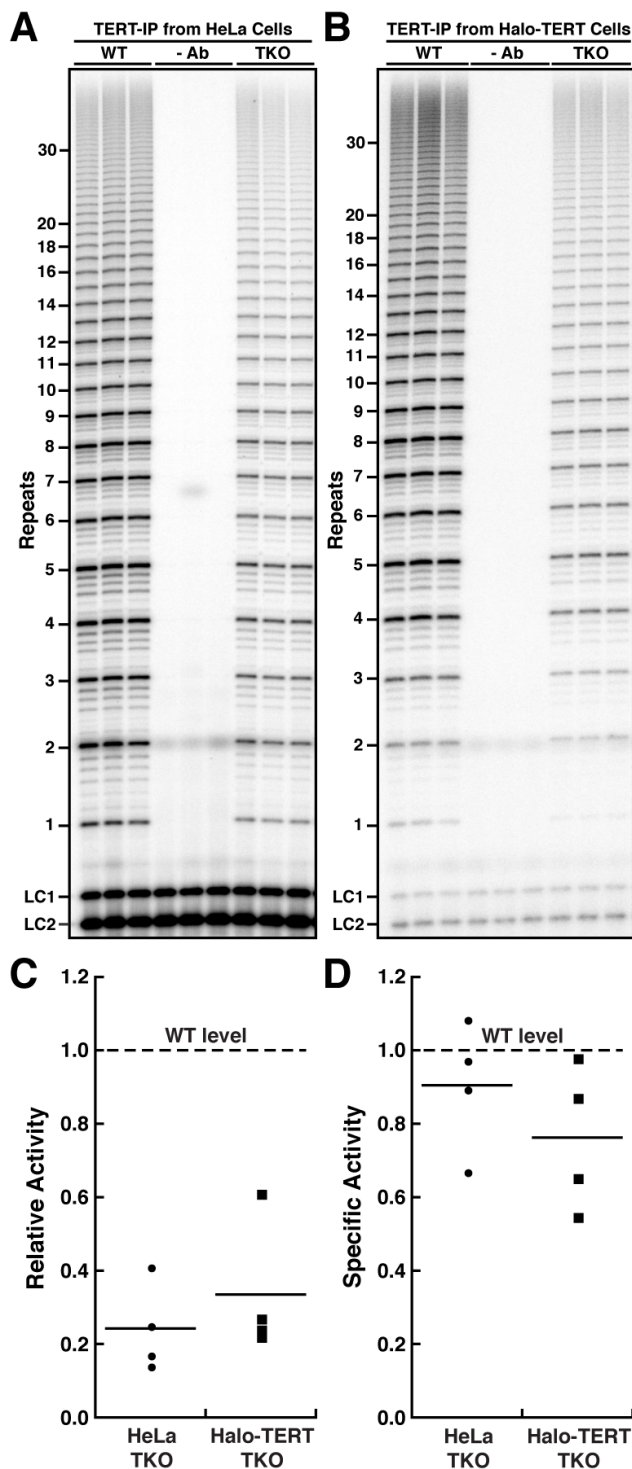 A
TERT-IP from HeLa Cells
WT
- Ab
TKO
30
20
18
16
14
12
11
10
9
8
7
6
5
4
3
2
1
LC1
LC2
Repeats
B
TERT-IP from Halo-TERT Cells
WT
- Ab
TKO
30
20
18
16
14
12
11
10
9
8
7
6
5
4
3
2
1
LC1
LC2
Repeats
C
1.2
1.0
0.8
0.6
0.4
0.2
0.0
Relative Activity
WT level
HeLa
TKO
Halo-TERT
TKO
D
1.2
1.0
0.8
0.6
0.4
0.2
0.0
Specific Activity
WT level
HeLa
TKO
Halo-TERT
TKO